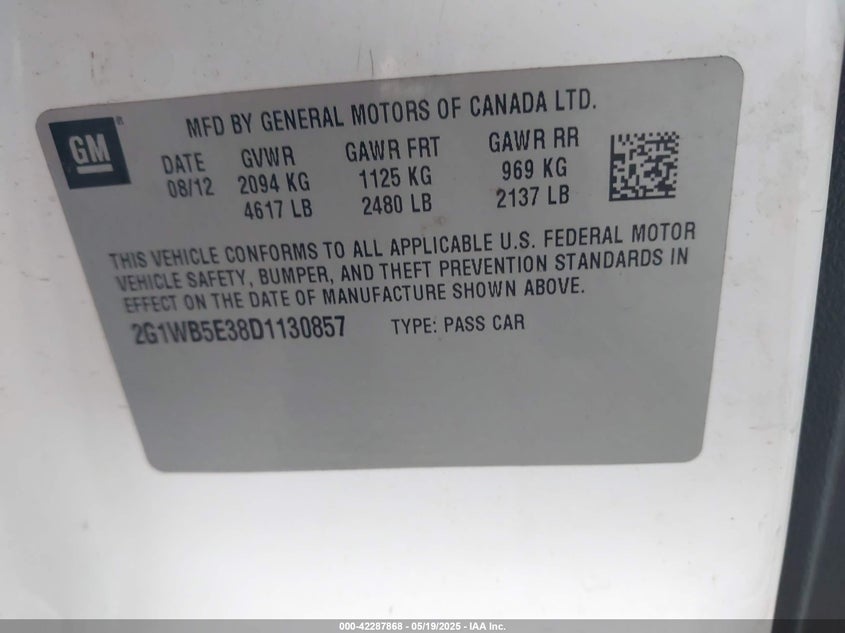 MFD BY GENERAL MOTORS OF CANADA LTD.
GM®
DATE GVWR GAWR FRT GAWR RR
08/12 2094 KG 1125 KG 969 KG
4617 LB 2480 LB 2137 LB
THIS VEHICLE CONFORMS TO ALL APPLICABLE U.S. FEDERAL MOTOR
VEHICLE SAFETY, BUMPER, AND THEFT PREVENTION STANDARDS IN
EFFECT ON THE DATE OF MANUFACTURE SHOWN ABOVE.
2G1WB5E38D1130857 TYPE: PASS CAR
000-42287868 - 05/19/2025 - IAA Inc.